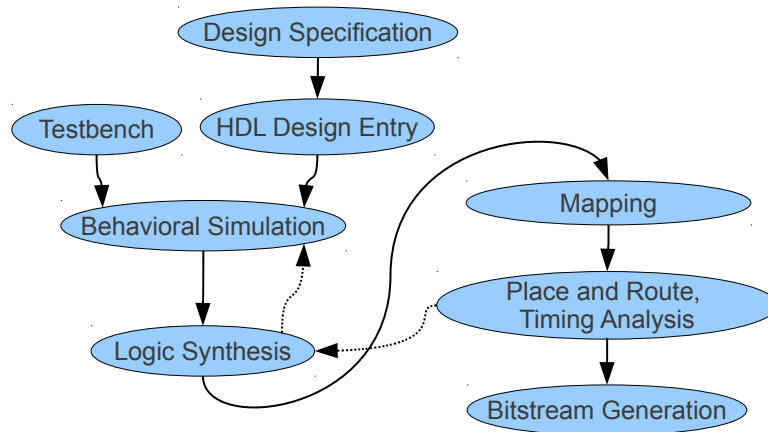 Design Specification
Testbench
HDL Design Entry
Behavioral Simulation
Logic Synthesis
Mapping
Place and Route,
Timing Analysis
Bitstream Generation